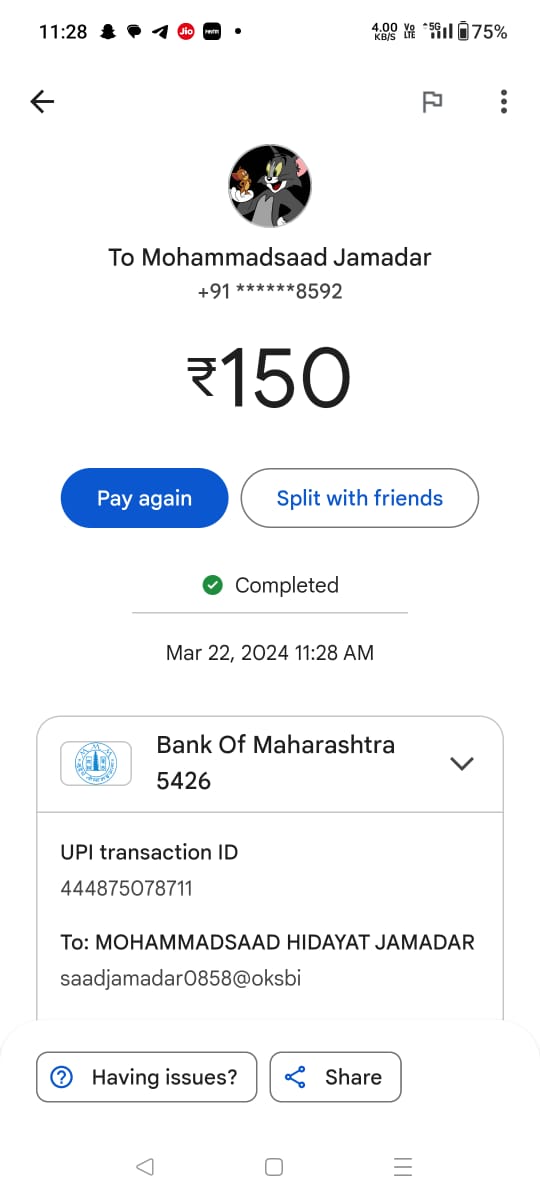 11:28
Jio
4.00 KB/S Vo LTE 5G 75%
To Mohammadsaad Jamadar
+91 ******8592
₹150
Pay again
Split with friends
Completed
Mar 22, 2024 11:28 AM
Bank Of Maharashtra
5426
UPI transaction ID
444875078711
To: MOHAMMADSAAD HIDAYAT JAMADAR
saadjamadar0858@oksbi
Having issues?
Share